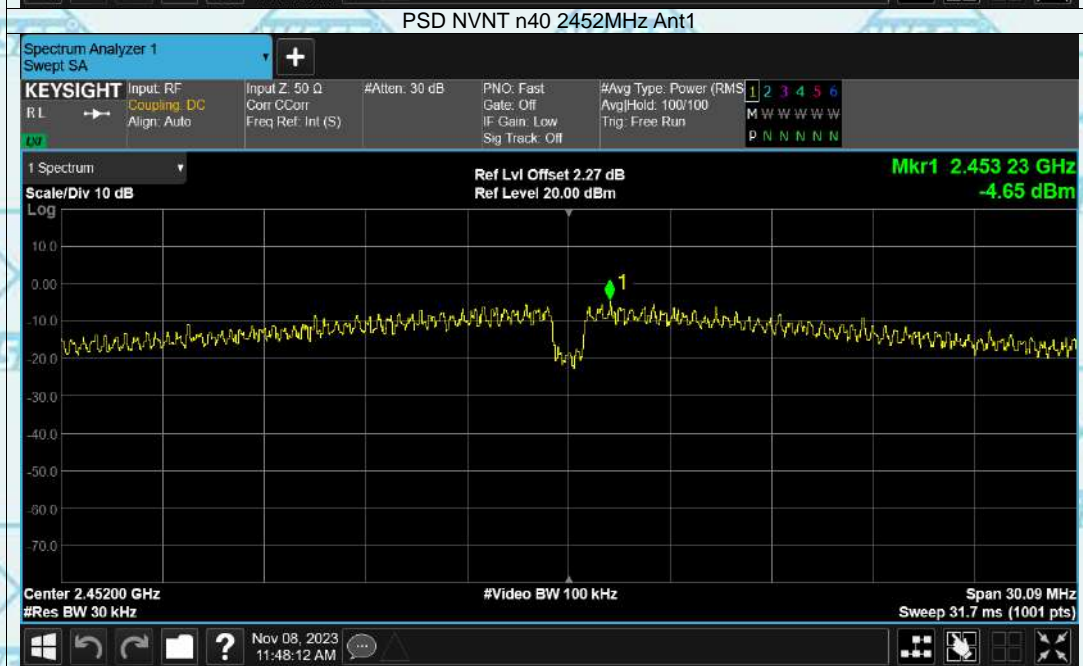 PSD NVNT n40 2452MHz Ant1
Spectrum Analyzer 1
Swept SA
+
KEYSIGHT Input: RF Input Z: 50 Ω #Atten: 30 dB PNO: Fast #Avg Type: Power (RMS 1 2 3 4 5 6
RL Coupling: DC Corr CCorr Gate: Off Avg|Hold: 100/100 M W W W W W
Align: Auto Freq Ref: Int (S) IF Gain: Low Trig: Free Run
Sig Track: Off P N N N N N
LXI
1 Spectrum Ref Lvl Offset 2.27 dB Mkr1 2.453 23 GHz
Scale/Div 10 dB Ref Level 20.00 dBm -4.65 dBm
Log
10.0
0.00
1
-10.0
-20.0
-30.0
-40.0
-50.0
-60.0
-70.0
Center 2.45200 GHz #Video BW 100 kHz Span 30.09 MHz
#Res BW 30 kHz Sweep 31.7 ms (1001 pts)
? Nov 08, 2023
11:48:12 AM